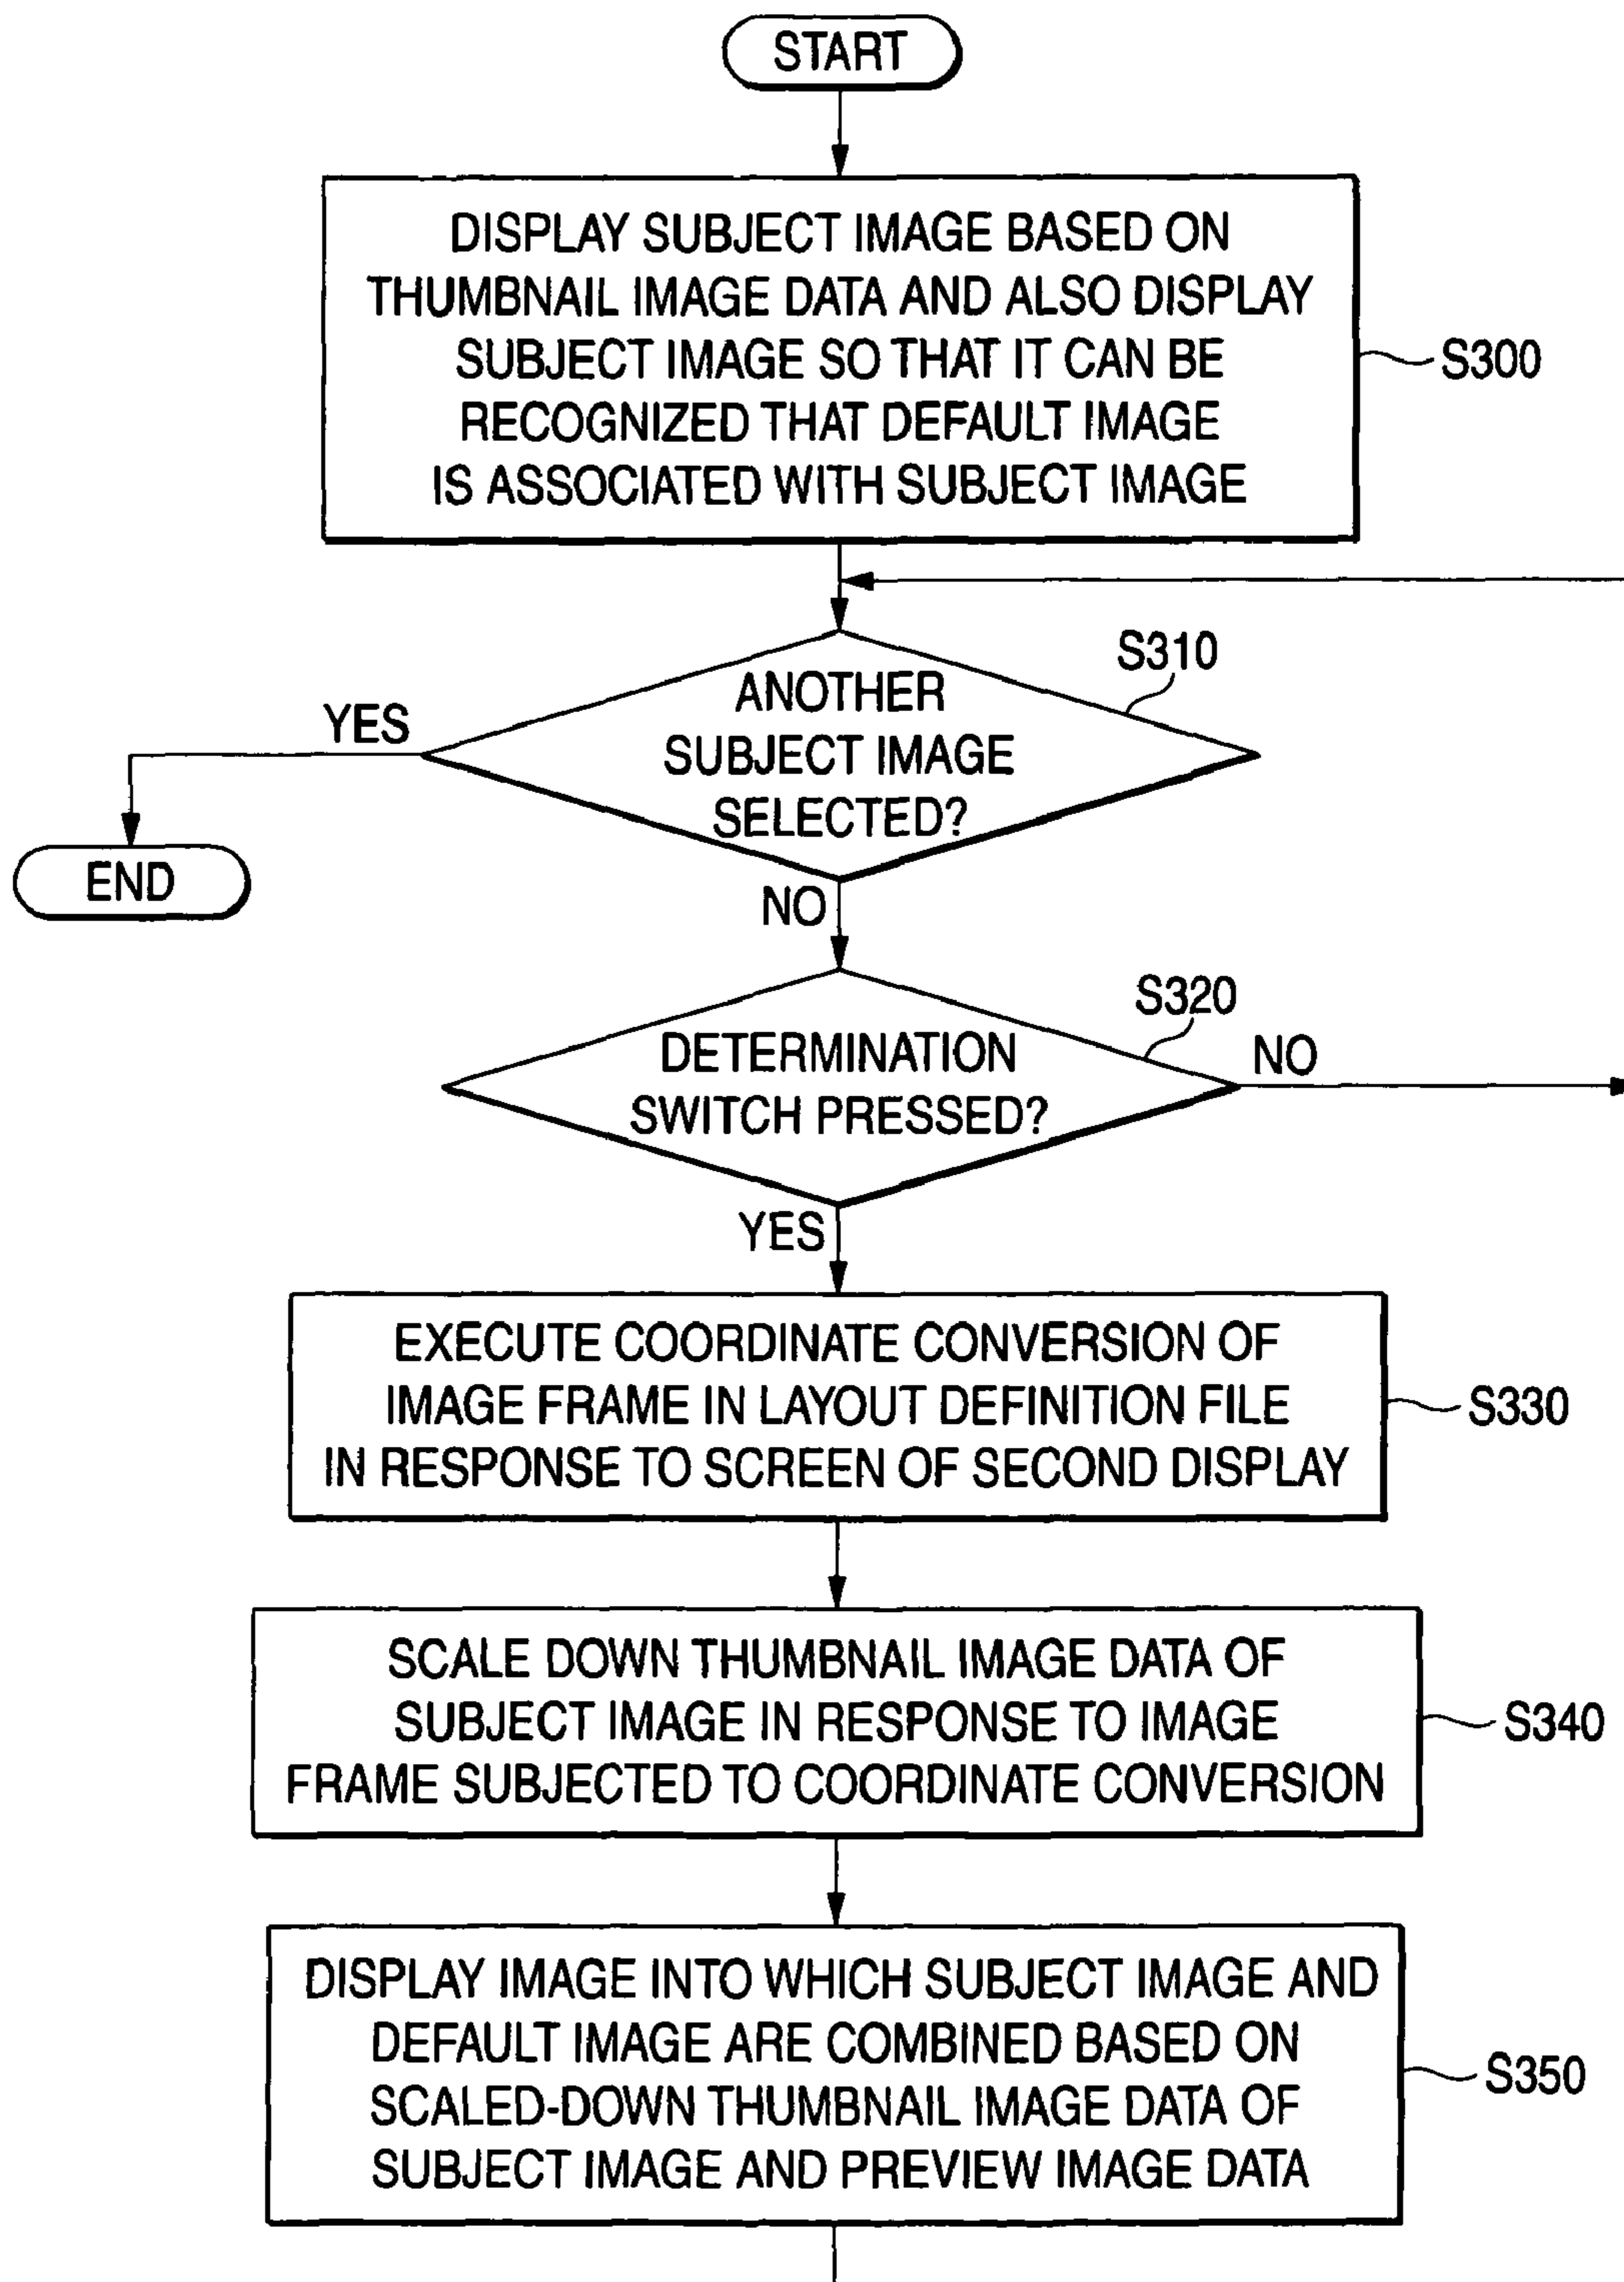 START
DISPLAY SUBJECT IMAGE BASED ON
THUMBNAIL IMAGE DATA AND ALSO DISPLAY
SUBJECT IMAGE SO THAT IT CAN BE
RECOGNIZED THAT DEFAULT IMAGE
IS ASSOCIATED WITH SUBJECT IMAGE
S300
S310
ANOTHER
SUBJECT IMAGE
SELECTED?
YES
END
NO
S320
DETERMINATION
SWITCH PRESSED?
NO
YES
EXECUTE COORDINATE CONVERSION OF
IMAGE FRAME IN LAYOUT DEFINITION FILE
IN RESPONSE TO SCREEN OF SECOND DISPLAY
S330
SCALE DOWN THUMBNAIL IMAGE DATA OF
SUBJECT IMAGE IN RESPONSE TO IMAGE
FRAME SUBJECTED TO COORDINATE CONVERSION
S340
DISPLAY IMAGE INTO WHICH SUBJECT IMAGE AND
DEFAULT IMAGE ARE COMBINED BASED ON
SCALED-DOWN THUMBNAIL IMAGE DATA OF
SUBJECT IMAGE AND PREVIEW IMAGE DATA
S350